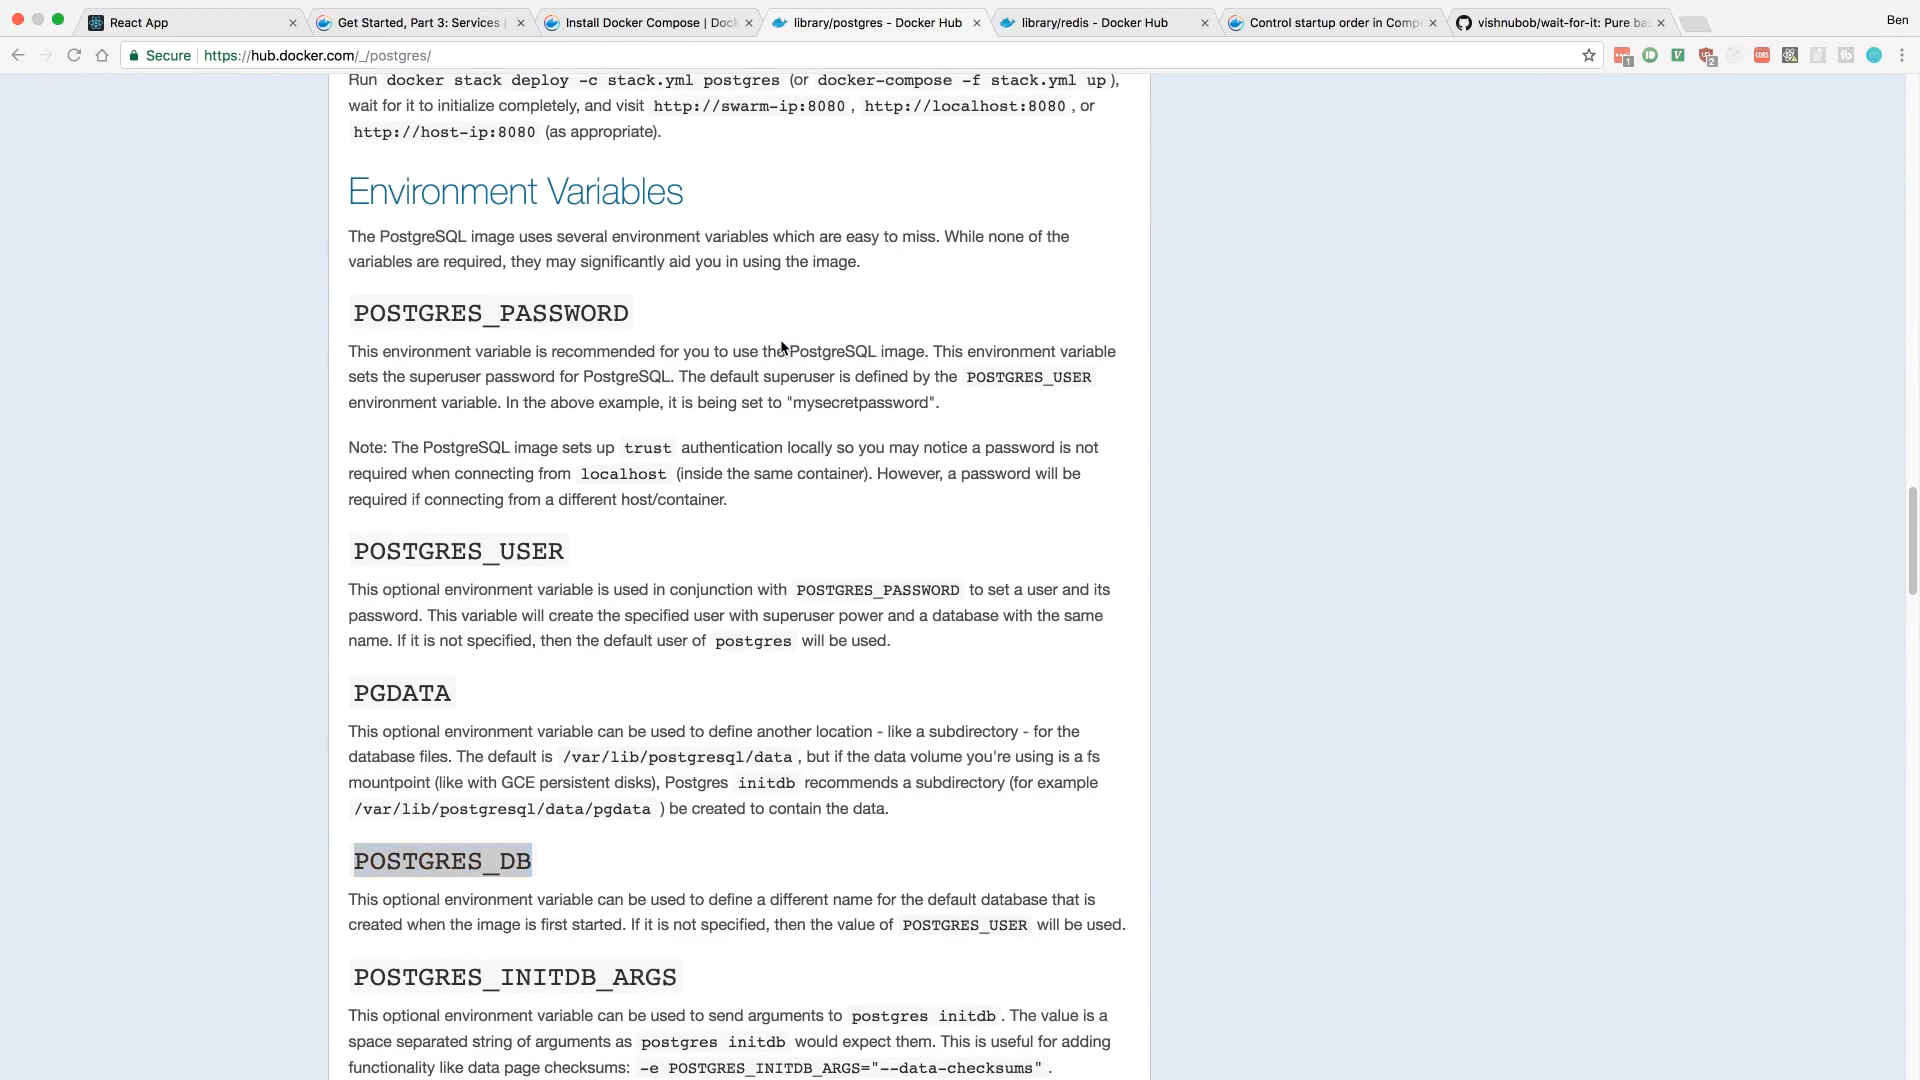 React App
Get Started, Part 3: Services
Install Docker Compose | Dock
library/postgres - Docker Hub
library/redis - Docker Hub
Control startup order in Comp
vishnubob/wait-for-it: Pure ba
Ben
Secure https://hub.docker.com/_/postgres/
Run docker stack deploy -c stack.yml postgres (or docker-compose -f stack.yml up ),
wait for it to initialize completely, and visit http://swarm-ip:8080 , http://localhost:8080 , or
http://host-ip:8080 (as appropriate).
Environment Variables
The PostgreSQL image uses several environment variables which are easy to miss. While none of the
variables are required, they may significantly aid you in using the image.
POSTGRES_PASSWORD
This environment variable is recommended for you to use the PostgreSQL image. This environment variable
sets the superuser password for PostgreSQL. The default superuser is defined by the POSTGRES_USER
environment variable. In the above example, it is being set to "mysecretpassword".
Note: The PostgreSQL image sets up trust authentication locally so you may notice a password is not
required when connecting from localhost (inside the same container). However, a password will be
required if connecting from a different host/container.
POSTGRES_USER
This optional environment variable is used in conjunction with POSTGRES_PASSWORD to set a user and its
password. This variable will create the specified user with superuser power and a database with the same
name. If it is not specified, then the default user of postgres will be used.
PGDATA
This optional environment variable can be used to define another location - like a subdirectory - for the
database files. The default is /var/lib/postgresql/data , but if the data volume you're using is a fs
mountpoint (like with GCE persistent disks), Postgres initdb recommends a subdirectory (for example
/var/lib/postgresql/data/pgdata ) be created to contain the data.
POSTGRES_DB
This optional environment variable can be used to define a different name for the default database that is
created when the image is first started. If it is not specified, then the value of POSTGRES_USER will be used.
POSTGRES_INITDB_ARGS
This optional environment variable can be used to send arguments to postgres initdb . The value is a
space separated string of arguments as postgres initdb would expect them. This is useful for adding
functionality like data page checksums: -e POSTGRES_INITDB_ARGS="--data-checksums" .